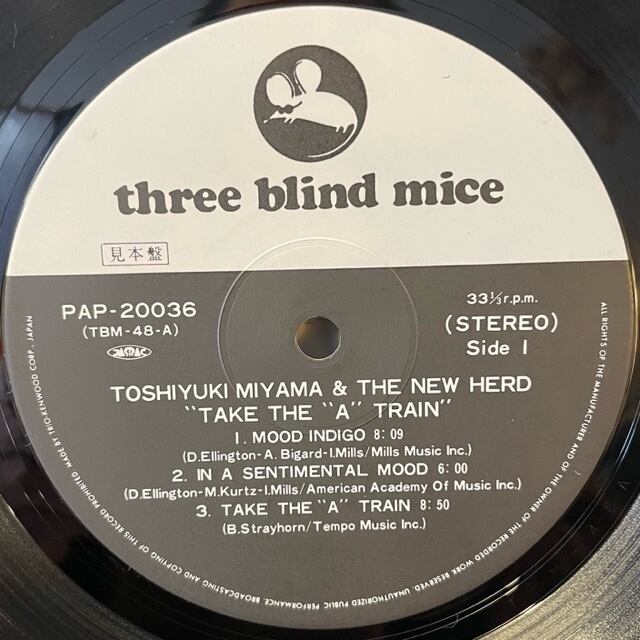 three blind mice
見本盤
PAP-20036
(TBM-48-A)
JASRAC
33⅓ r.p.m.
(STEREO)
Side 1
TOSHIYUKI MIYAMA & THE NEW HERD
"TAKE THE "A" TRAIN"
1. MOOD INDIGO 8:09
(D.Ellington-A. Bigard-I.Mills/Mills Music Inc.)
2. IN A SENTIMENTAL MOOD 6:00
(D.Ellington-M.Kurtz-I.Mills/American Academy Of Music Inc.)
3. TAKE THE "A" TRAIN 8:50
(B.Strayhorn/Tempo Music Inc.)
ALL RIGHTS OF THE MANUFACTURER AND OF THE OWNER OF THE RECORDED WORK RESERVED. UNAUTHORIZED PUBLIC PERFORMANCE, BROADCASTING AND COPYING OF THIS RECORD PROHIBITED. MADE BY TRIO-KENWOOD CORP., JAPAN